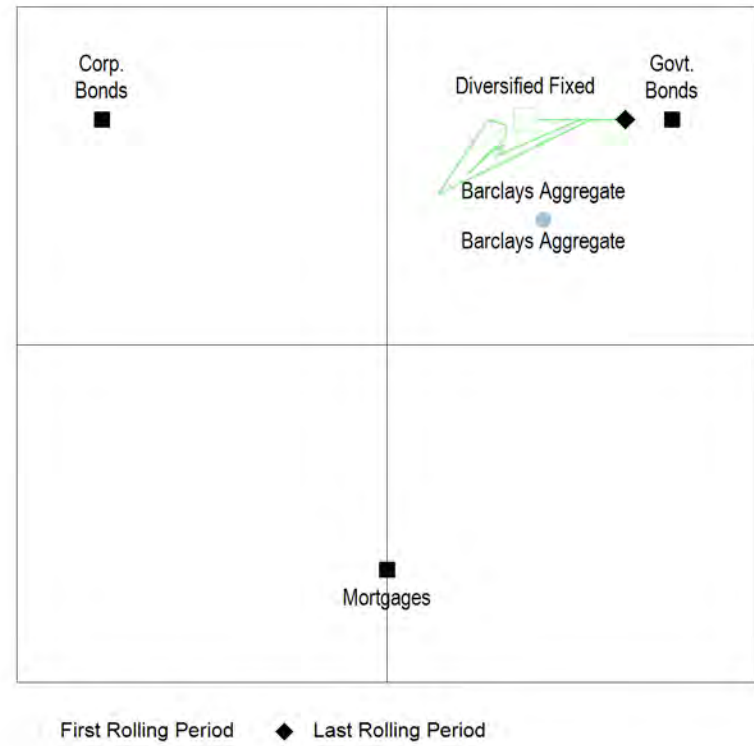 Corp.
Bonds
Diversified Fixed
Govt.
Bonds
Barclays Aggregate
Barclays Aggregate
Mortgages
First Rolling Period
Last Rolling Period